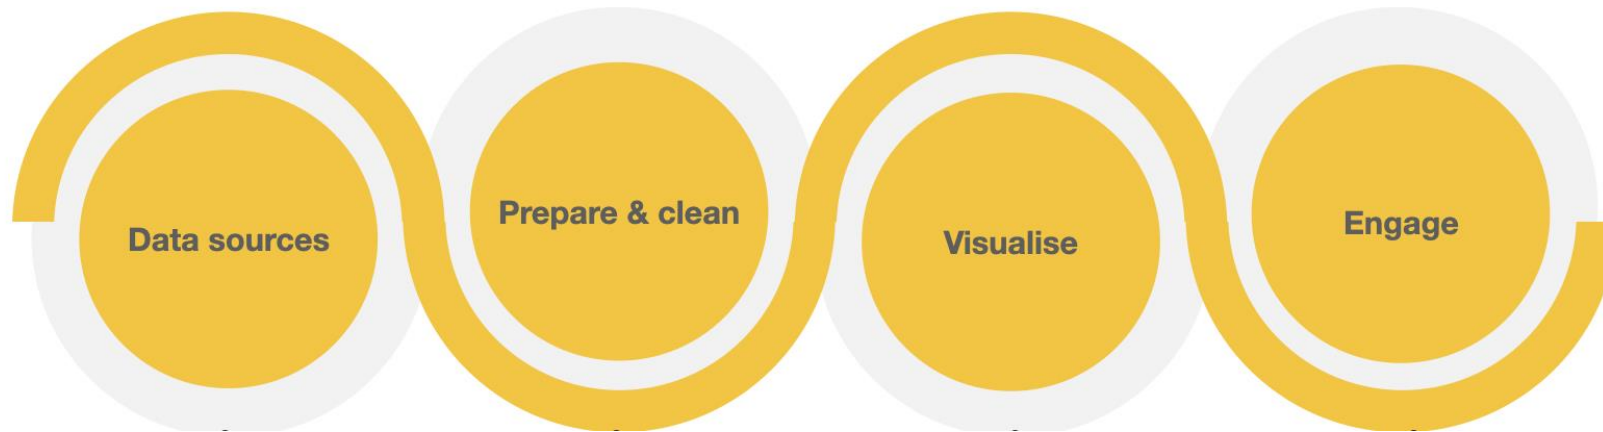 Data sources
Prepare & clean
Visualise
Engage